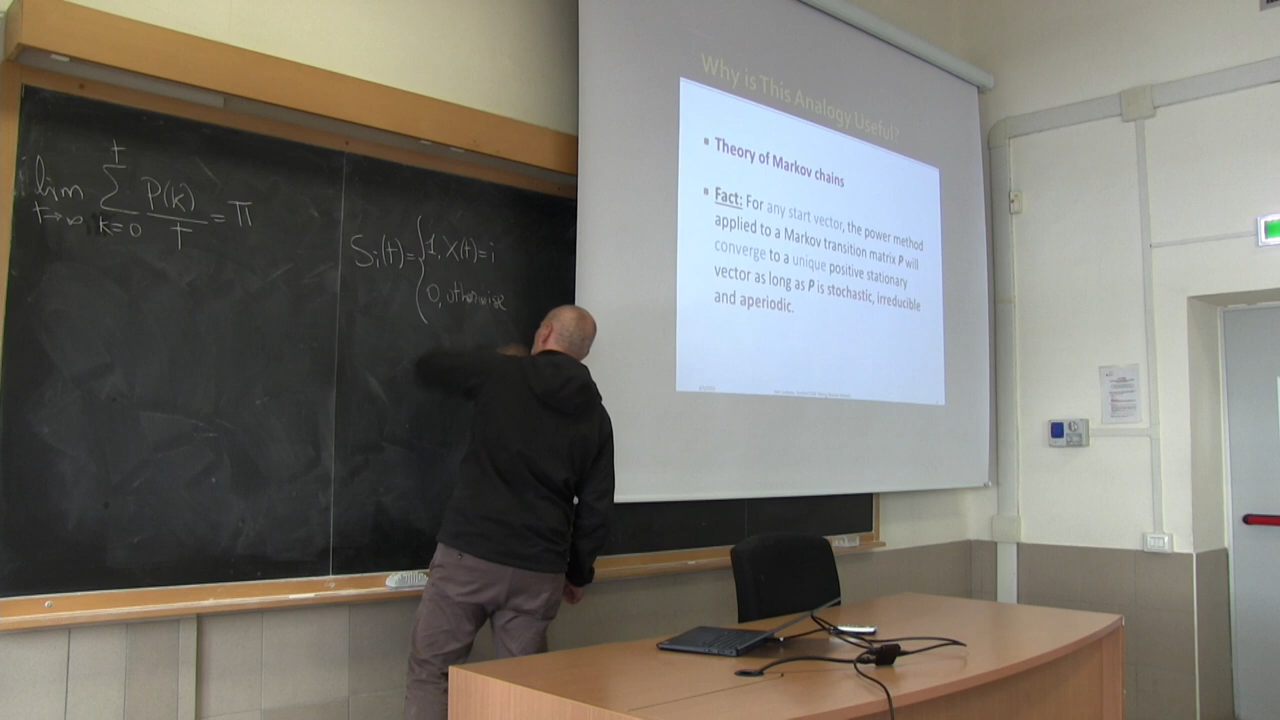 t
lim Σ P(k)
t→∞ k=0 t = π
Si(t)= { 1, X(t)=i
0, otherwise
Why is This Analogy Useful?
▪ Theory of Markov chains
▪ Fact: For any start vector, the power method
applied to a Markov transition matrix P will
converge to a unique positive stationary
vector as long as P is stochastic, irreducible
and aperiodic.